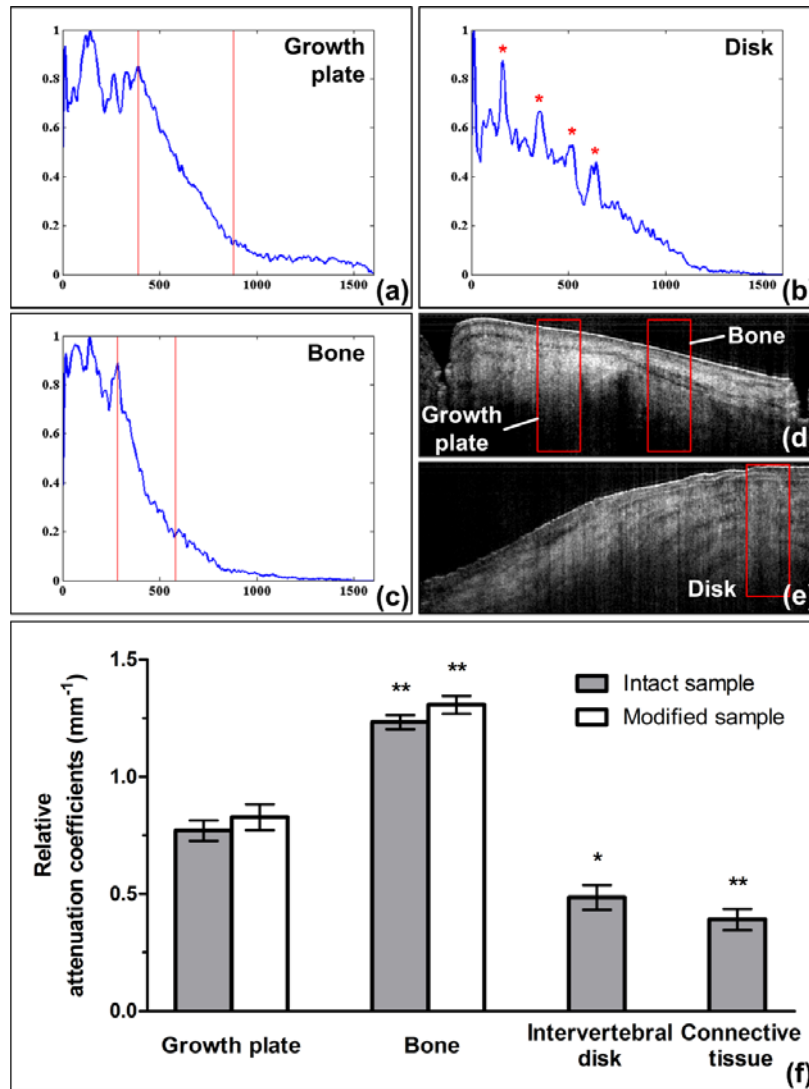 Growth
plate
1
0.8
0.6
0.4
0.2
0
0
500
1000
1500
(a)
Disk
*
*
*
*
1
0.8
0.6
0.4
0.2
0
0
500
1000
1500
(b)
Bone
1
0.8
0.6
0.4
0.2
0
0
500
1000
1500
(c)
Bone
Growth
plate
(d)
Disk
(e)
Relative
attenuation coefficients (mm⁻¹)
1.5
1.0
0.5
0.0
** **
* **
Intact sample
Modified sample
Growth plate
Bone
Intervertebral
disk
Connective
tissue
(f)